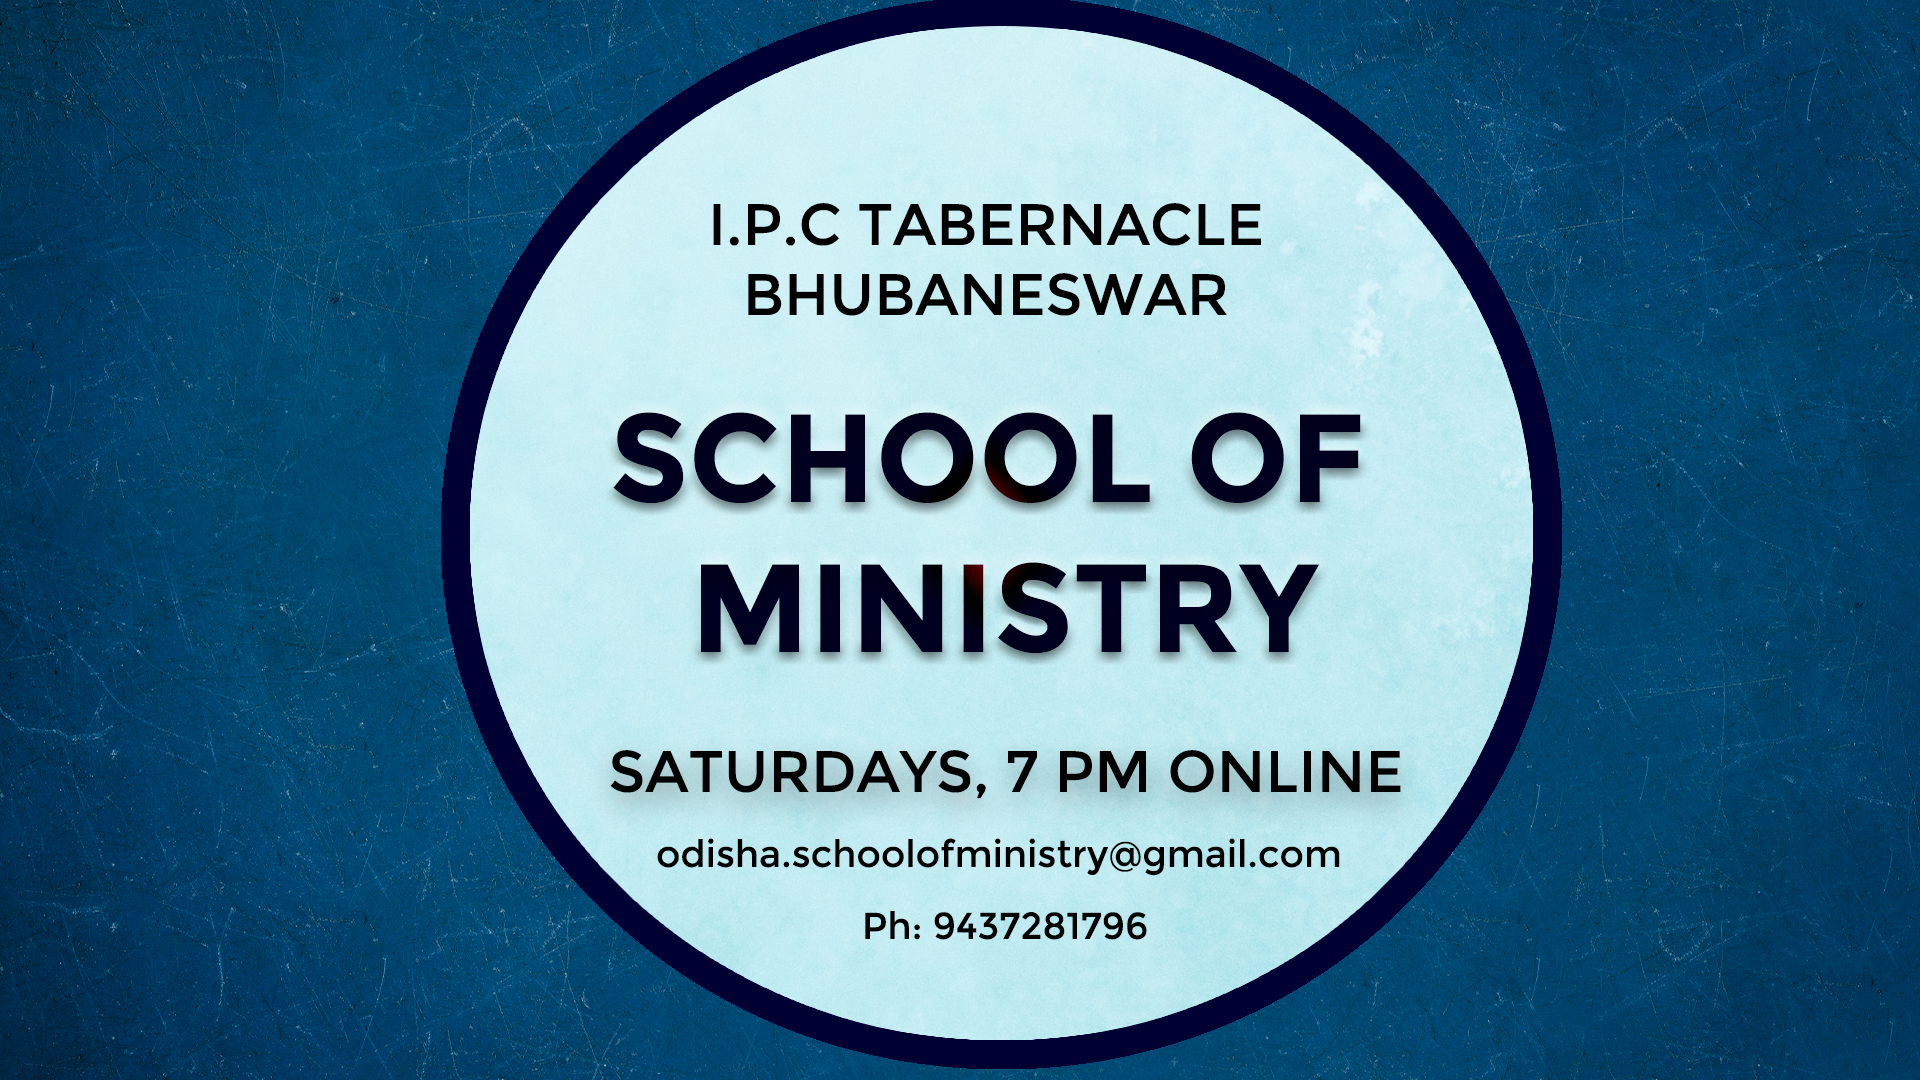 I.P.C TABERNACLE
BHUBANESWAR
SCHOOL OF
MINISTRY
SATURDAYS, 7 PM ONLINE
odisha.schoolofministry@gmail.com
Ph: 9437281796